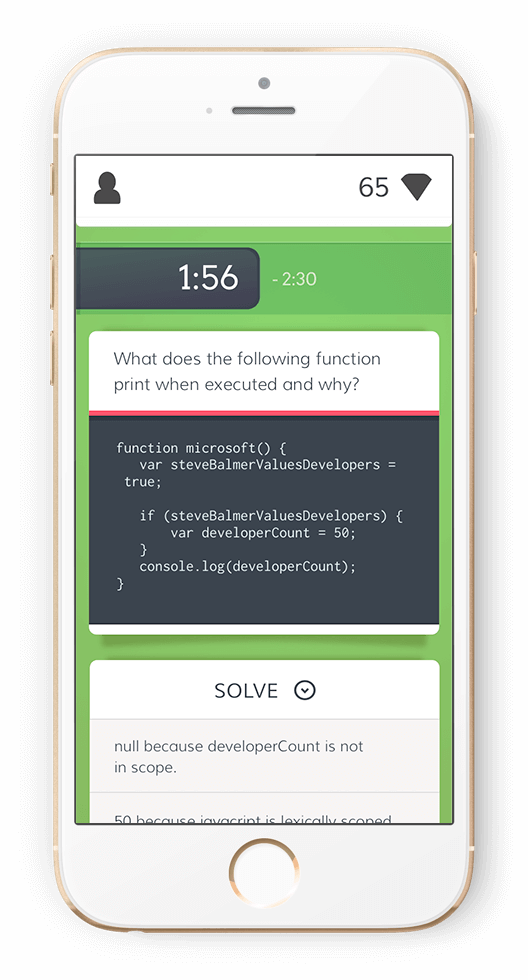 65
1:56
- 2:30
What does the following function
print when executed and why?
function microsoft() {
var steveBalmerValuesDevelopers =
true;
if (steveBalmerValuesDevelopers) {
var developerCount = 50;
}
console.log(developerCount);
}
SOLVE
null because developerCount is not
in scope.
50 because javacript is lexically scoped